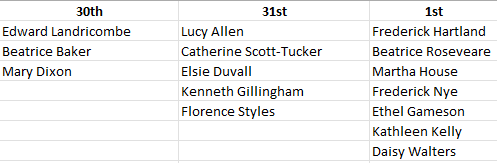 30th 31st 1st
Edward Landricombe Lucy Allen Frederick Hartland
Beatrice Baker Catherine Scott-Tucker Beatrice Roseveare
Mary Dixon Elsie Duvall Martha House
Kenneth Gillingham Frederick Nye
Florence Styles Ethel Gameson
Kathleen Kelly
Daisy Walters